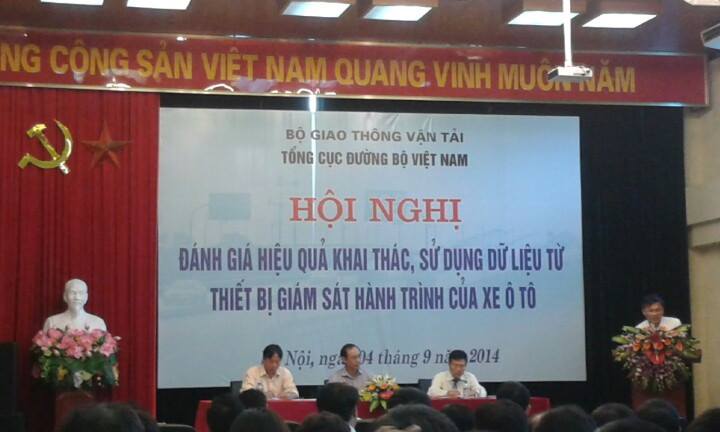 NG CỘNG SẢN VIỆT NAM QUANG VINH MUÔN NĂM
BỘ GIAO THÔNG VẬN TẢI
TỔNG CỤC ĐƯỜNG BỘ VIỆT NAM
HỘI NGHỊ
ĐÁNH GIÁ HIỆU QUẢ KHAI THÁC, SỬ DỤNG DỮ LIỆU TỪ
THIẾT BỊ GIÁM SÁT HÀNH TRÌNH CỦA XE Ô TÔ
Nội, ngà 04 tháng 9 năm 2014